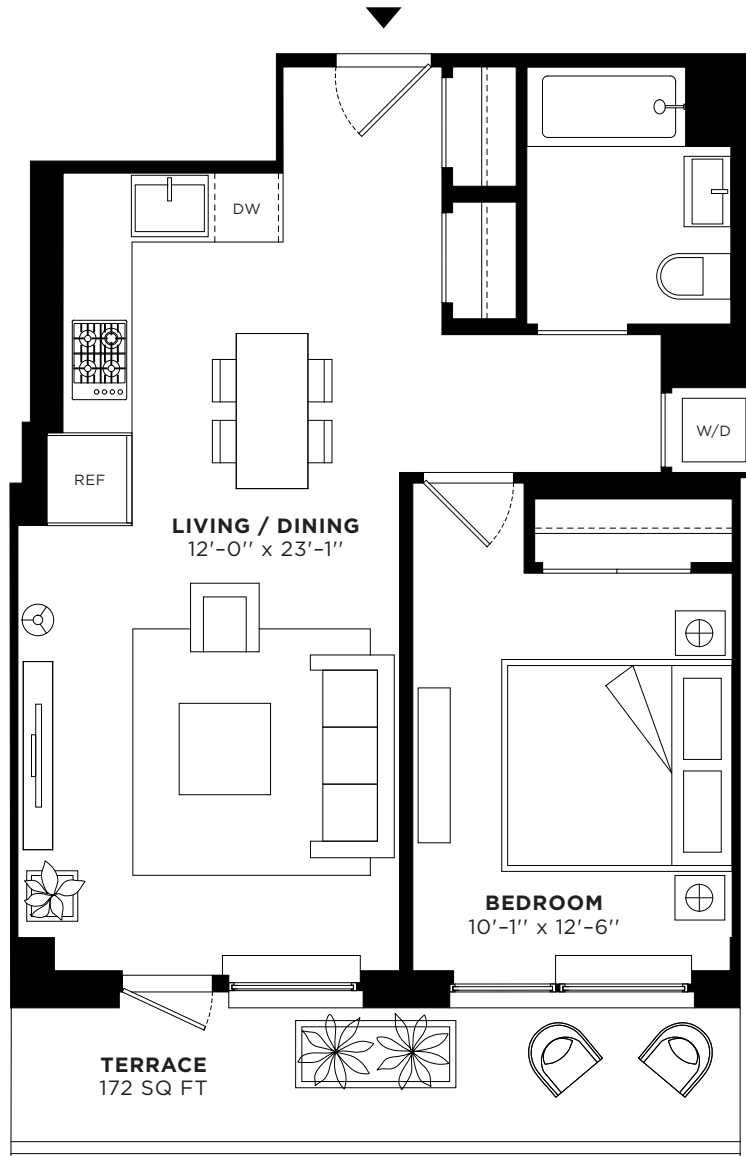 DW
W/D
REF
LIVING / DINING
12'-0'' x 23'-1''
BEDROOM
10'-1'' x 12'-6''
TERRACE
172 SQ FT